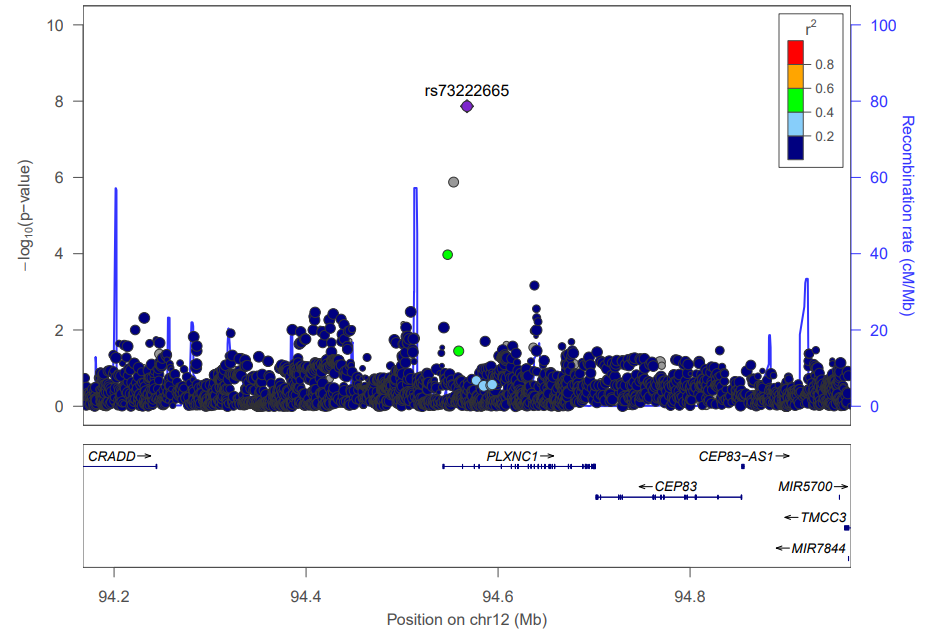 rs73222665
r2
0.8
0.6
0.4
0.2
10
8
6
4
2
0
−log10(p−value)
100
80
60
40
20
0
Recombination rate (cM/Mb)
CRADD→
PLXNC1→
CEP83−AS1→
←CEP83
MIR5700→
←TMCC3
←MIR7844
94.2 94.4 94.6 94.8
Position on chr12 (Mb)